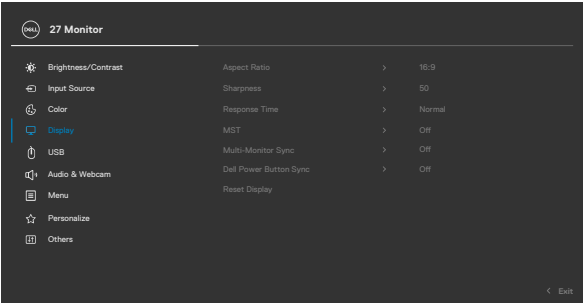 DELL 27 Monitor
Brightness/Contrast
Input Source
Color
Display
USB
Audio & Webcam
Menu
Personalize
Others
Aspect Ratio > 16:9
Sharpness > 50
Response Time > Normal
MST > Off
Multi-Monitor Sync > Off
Dell Power Button Sync > Off
Reset Display
< Exit